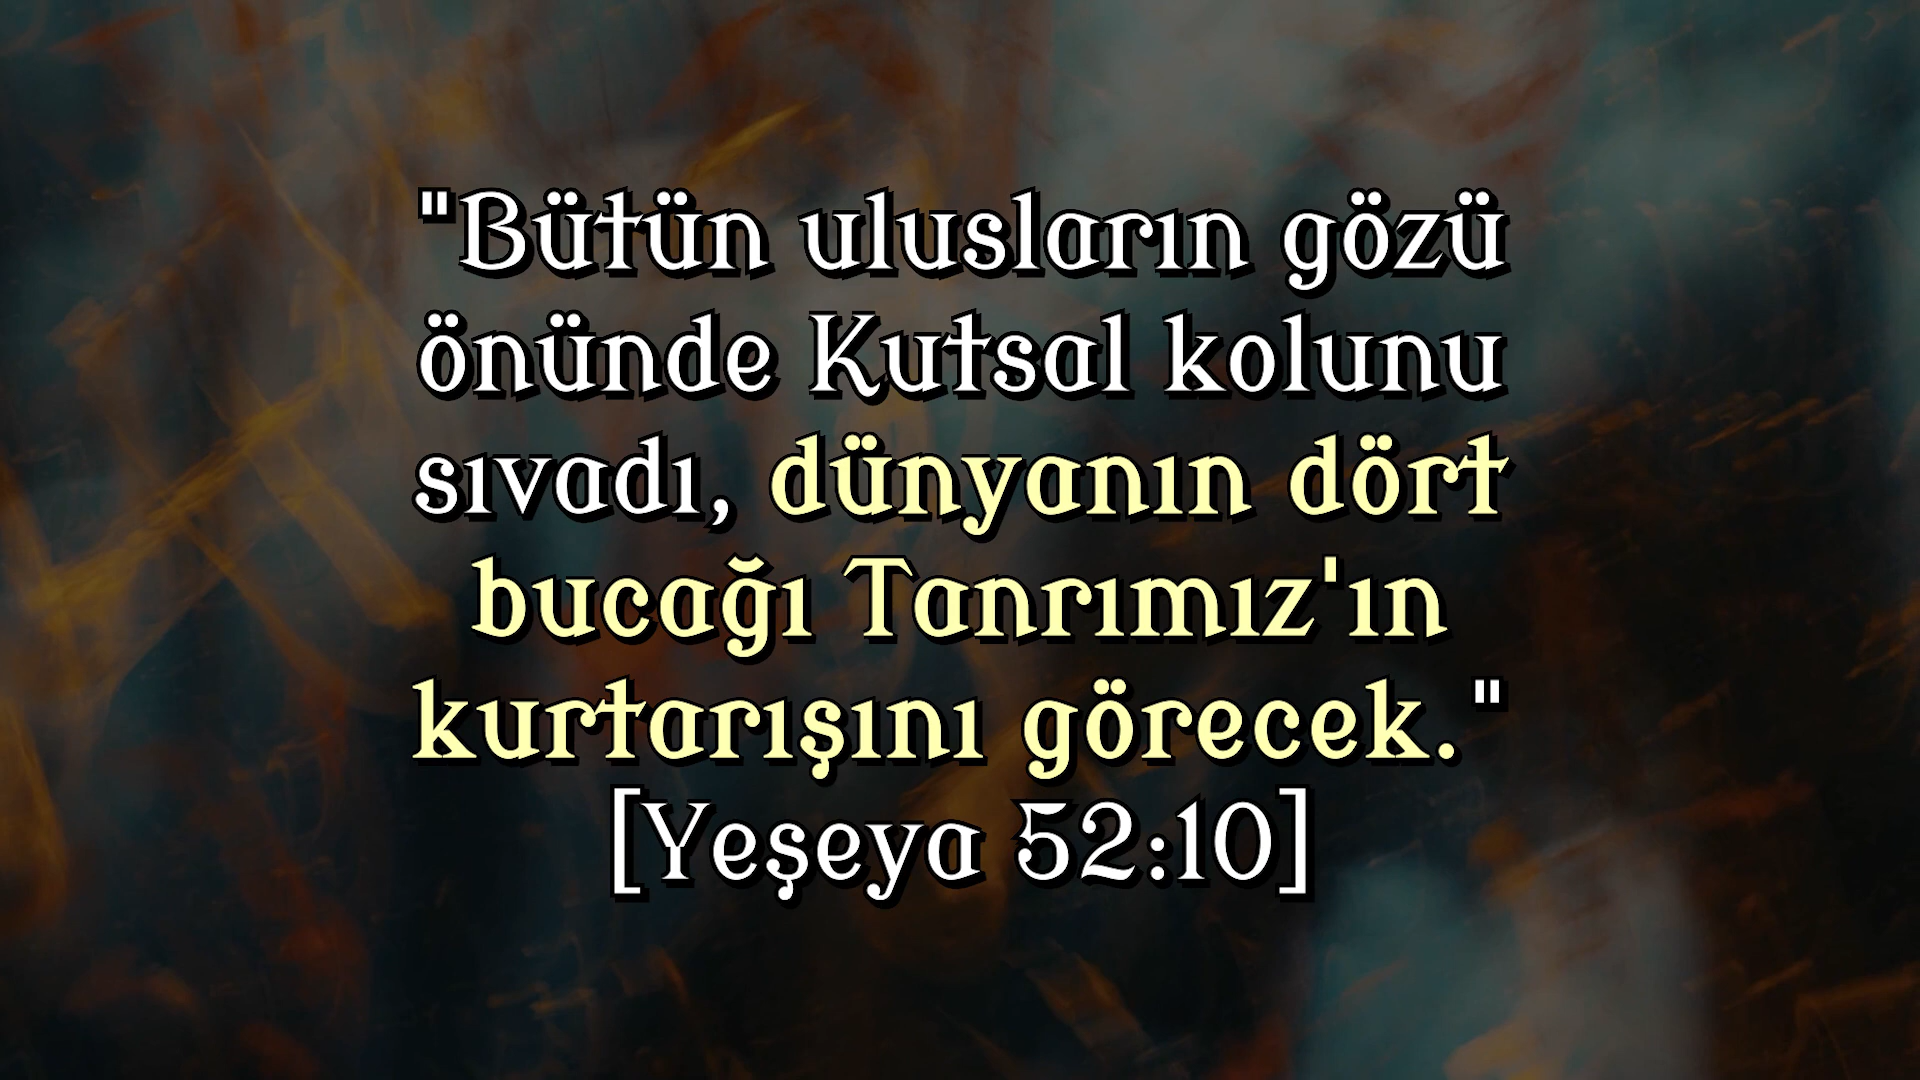 "Bütün ulusların gözü
önünde Kutsal kolunu
sıvadı, dünyanın dört
bucağı Tanrımız'ın
kurtarışını görecek."
[Yeşeya 52:10]